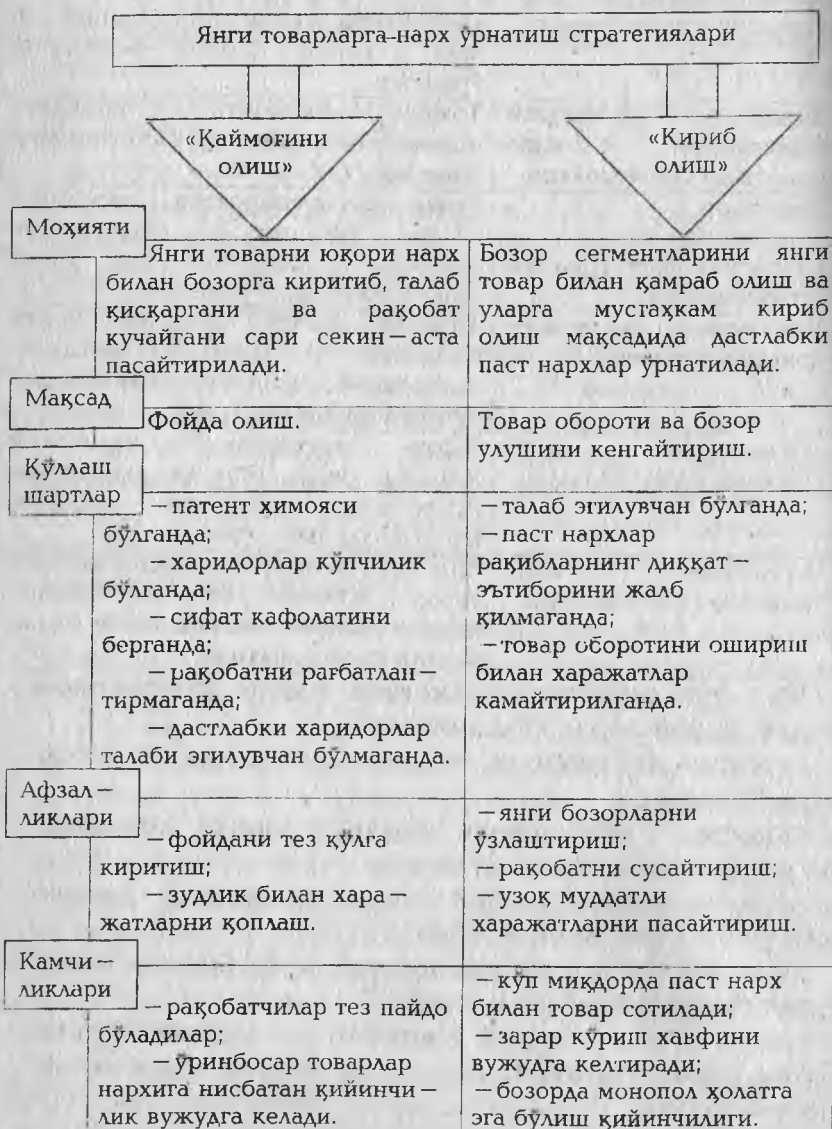 Янги товарларга–нарх ўрнатиш стратегиялари
«Қаймоғини
олиш»
«Кириб
олиш»
Моҳияти
Янги товарни юқори нарх
билан бозорга киритиб, талаб
қисқаргани ва рақобат
кучайгани сари секин–аста
пасайтирилади.
Бозор сегментларини янги
товар билан қамраб олиш ва
уларга мустаҳкам кириб
олиш мақсадида дастлабки
паст нархлар ўрнатилади.
Мақсад
Фойда олиш.
Товар обороти ва бозор
улушини кенгайтириш.
Қўллаш
шартлар
–патент ҳимояси
бўлганда;
–харидорлар кўпчилик
бўлганда;
–сифат кафолатини
берганда;
–рақобатни рағбатлан–
тирмаганда;
–дастлабки харидорлар
талаби эгилувчан бўлмаганда.
–талаб эгилувчан бўлганда;
–паст нархлар
рақибларнинг диққат–
эътиборини жалб
қилмаганда;
–товар оборотини ошириш
билан харажатлар
камайтирилганда.
Афзал–
ликлари
–фойдани тез қўлга
киритиш;
–зудлик билан хара–
жатларни қоплаш.
–янги бозорларни
ўзлаштириш;
–рақобатни сусайтириш;
–узоқ муддатли
харажатларни пасайтириш.
Камчи–
ликлари
–рақобатчилар тез пайдо
бўладилар;
–ўринбосар товарлар
нархига нисбатан қийинчи–
лик вужудга келади.
–кўп миқдорда паст нарх
билан товар сотилади;
–зарар кўриш хавфини
вужудга келтиради;
–бозорда монопол ҳолатга
эга бўлиш қийинчилиги.